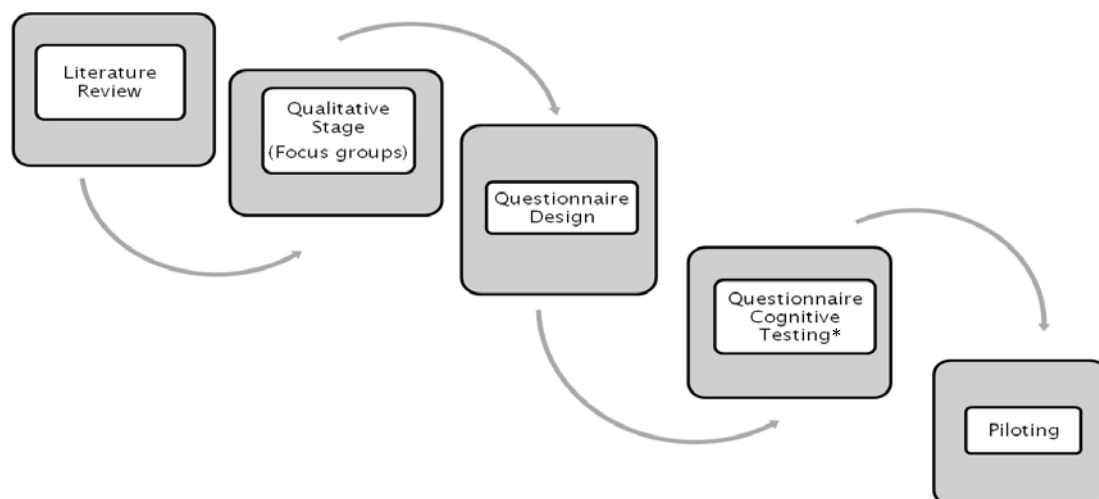 Literature
Review
Qualitative
Stage
(Focus groups)
Questionnaire
Design
Questionnaire
Cognitive
Testing*
Piloting